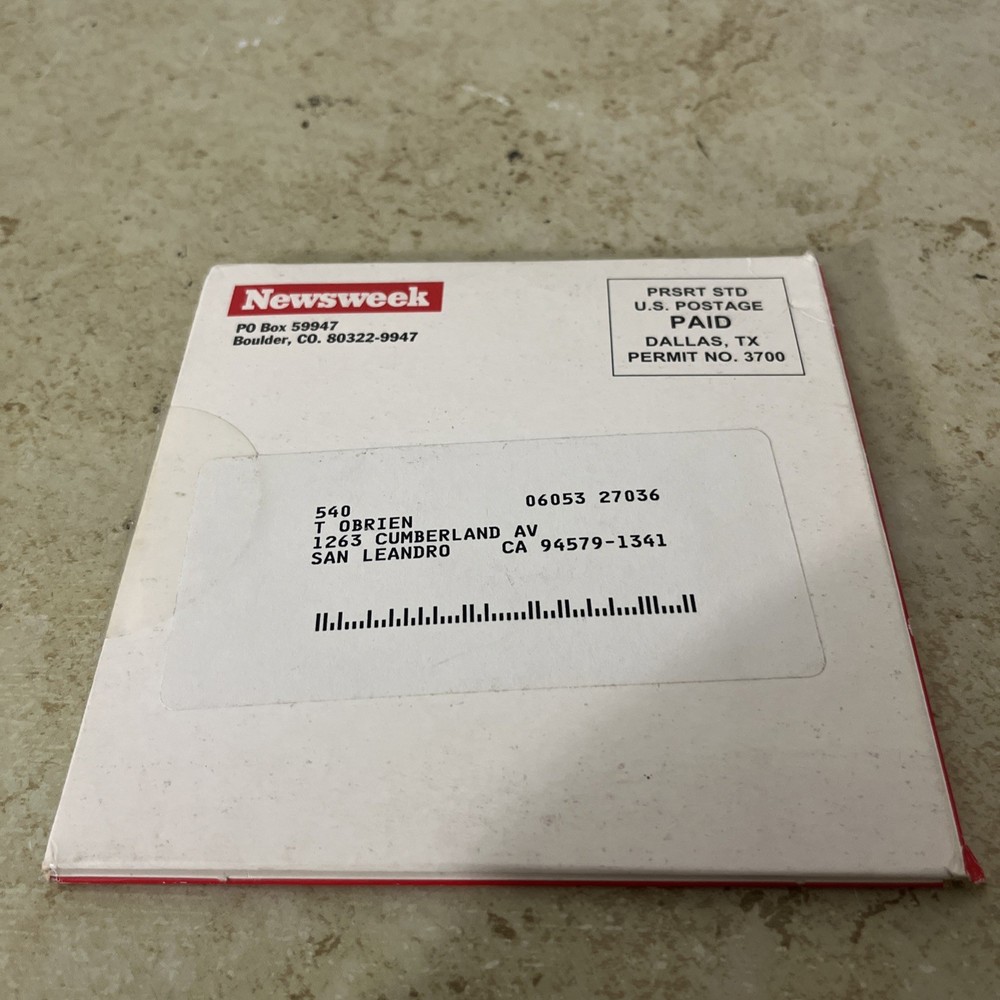 Newsweek
PO Box 59947
Boulder, CO. 80322-9947
PRSRT STD
U.S. POSTAGE
PAID
DALLAS, TX
PERMIT NO. 3700
540 06053 27036
T OBRIEN
1263 CUMBERLAND AV
SAN LEANDRO CA 94579-1341